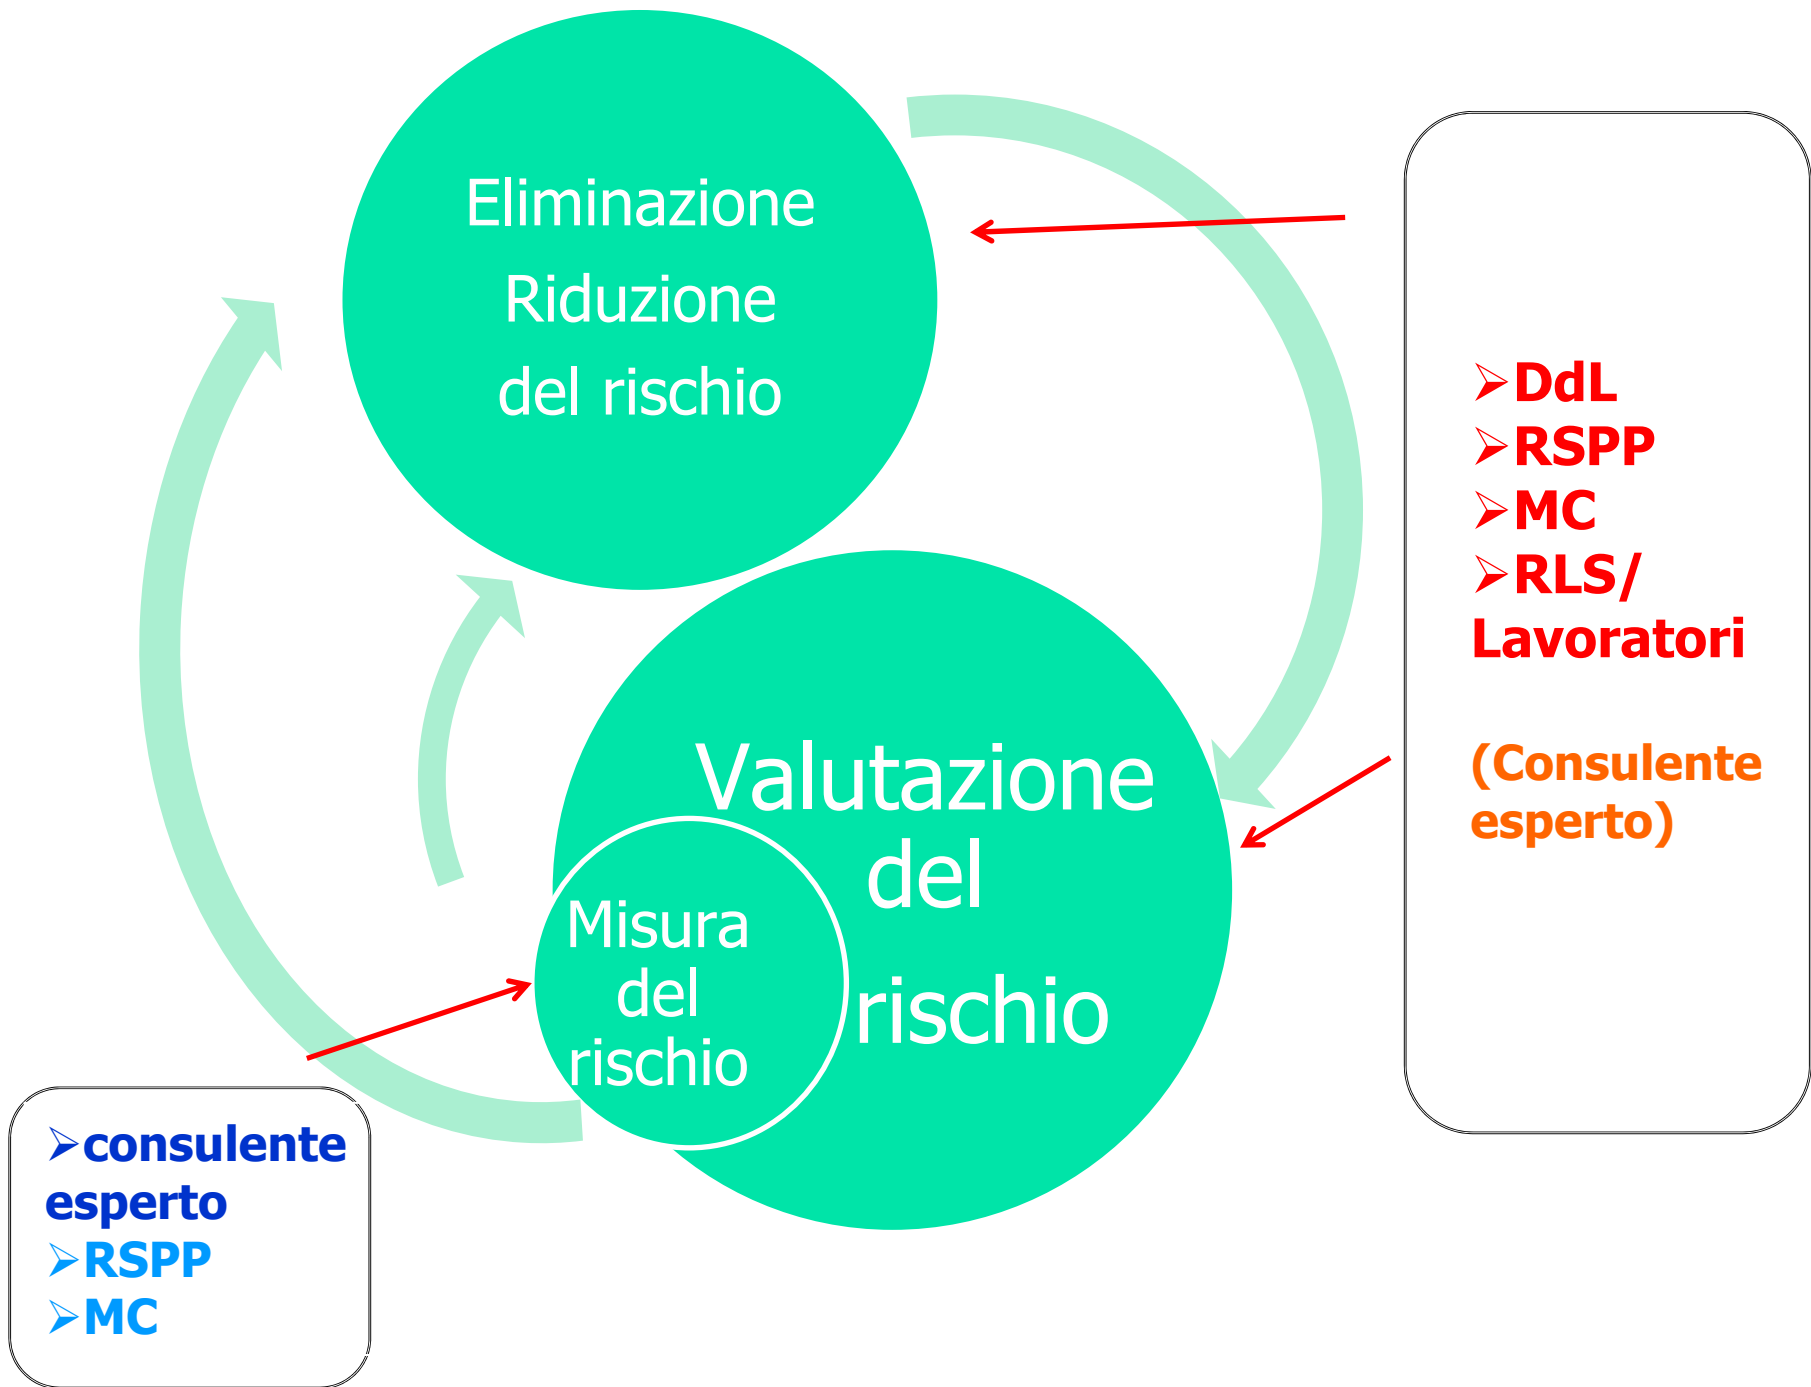 Eliminazione
Riduzione
del rischio
Valutazione
del
rischio
Misura
del
rischio
➢DdL
➢RSPP
➢MC
➢RLS/
Lavoratori
(Consulente
esperto)
➢consulente
esperto
➢RSPP
➢MC